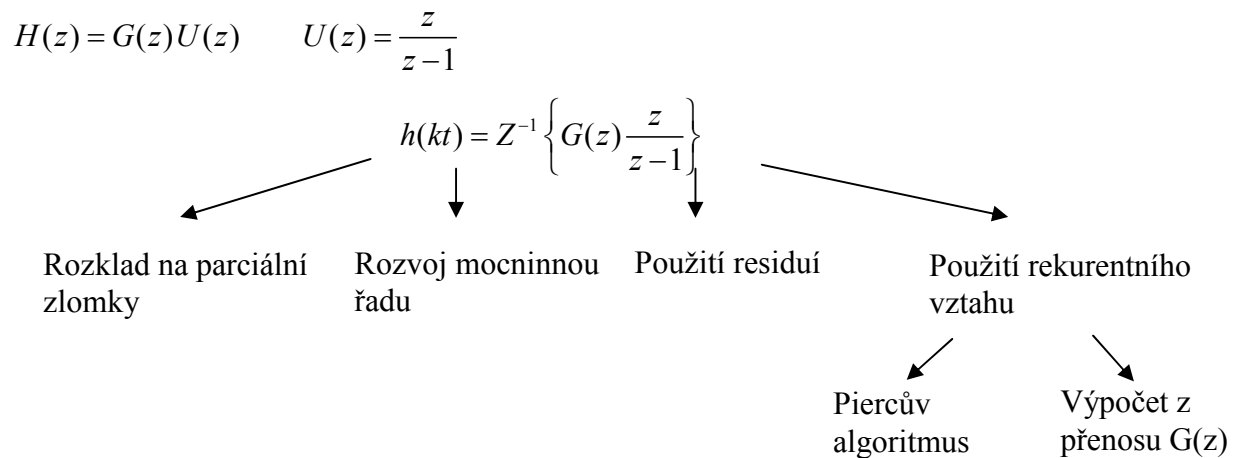 H(z) = G(z)U(z)    U(z) = z/(z−1)
h(kt) = Z⁻¹{G(z) z/(z−1)}
Rozklad na parciální
zlomky
Rozvoj mocninnou
řadu
Použití residuí
Použití rekurentního
vztahu
Piercův
algoritmus
Výpočet z
přenosu G(z)